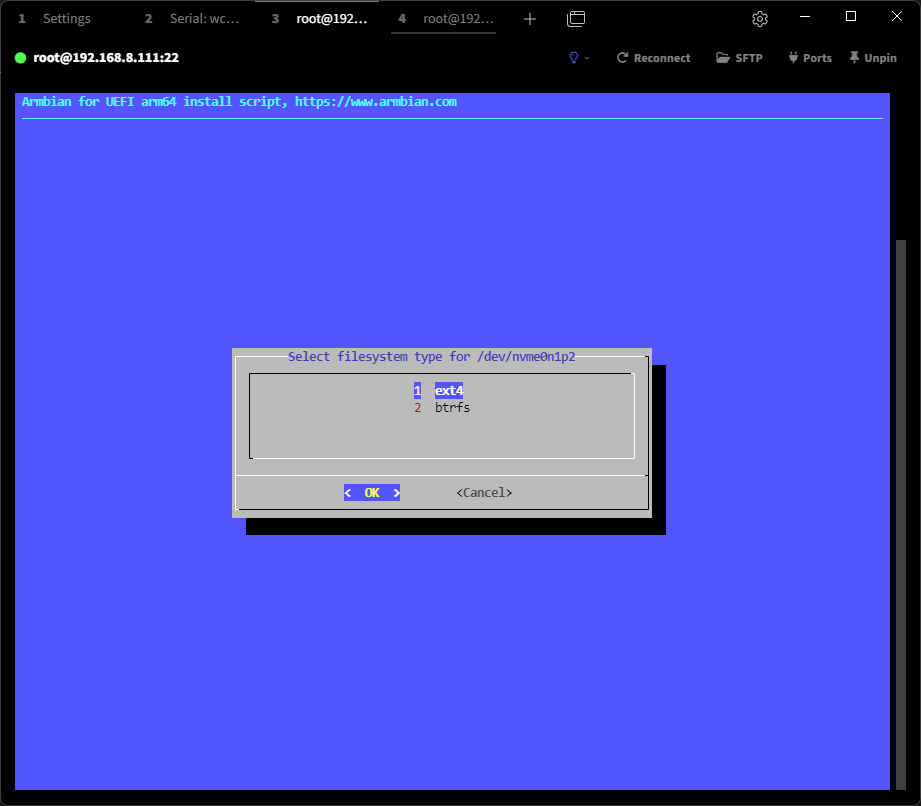 1 Settings 2 Serial: wc... 3 root@192... 4 root@192...
root@192.168.8.111:22 Reconnect SFTP Ports Unpin
Armbian for UEFI arm64 install script, https://www.armbian.com
Select filesystem type for /dev/nvme0n1p2
1 ext4
2 btrfs
< OK > <Cancel>